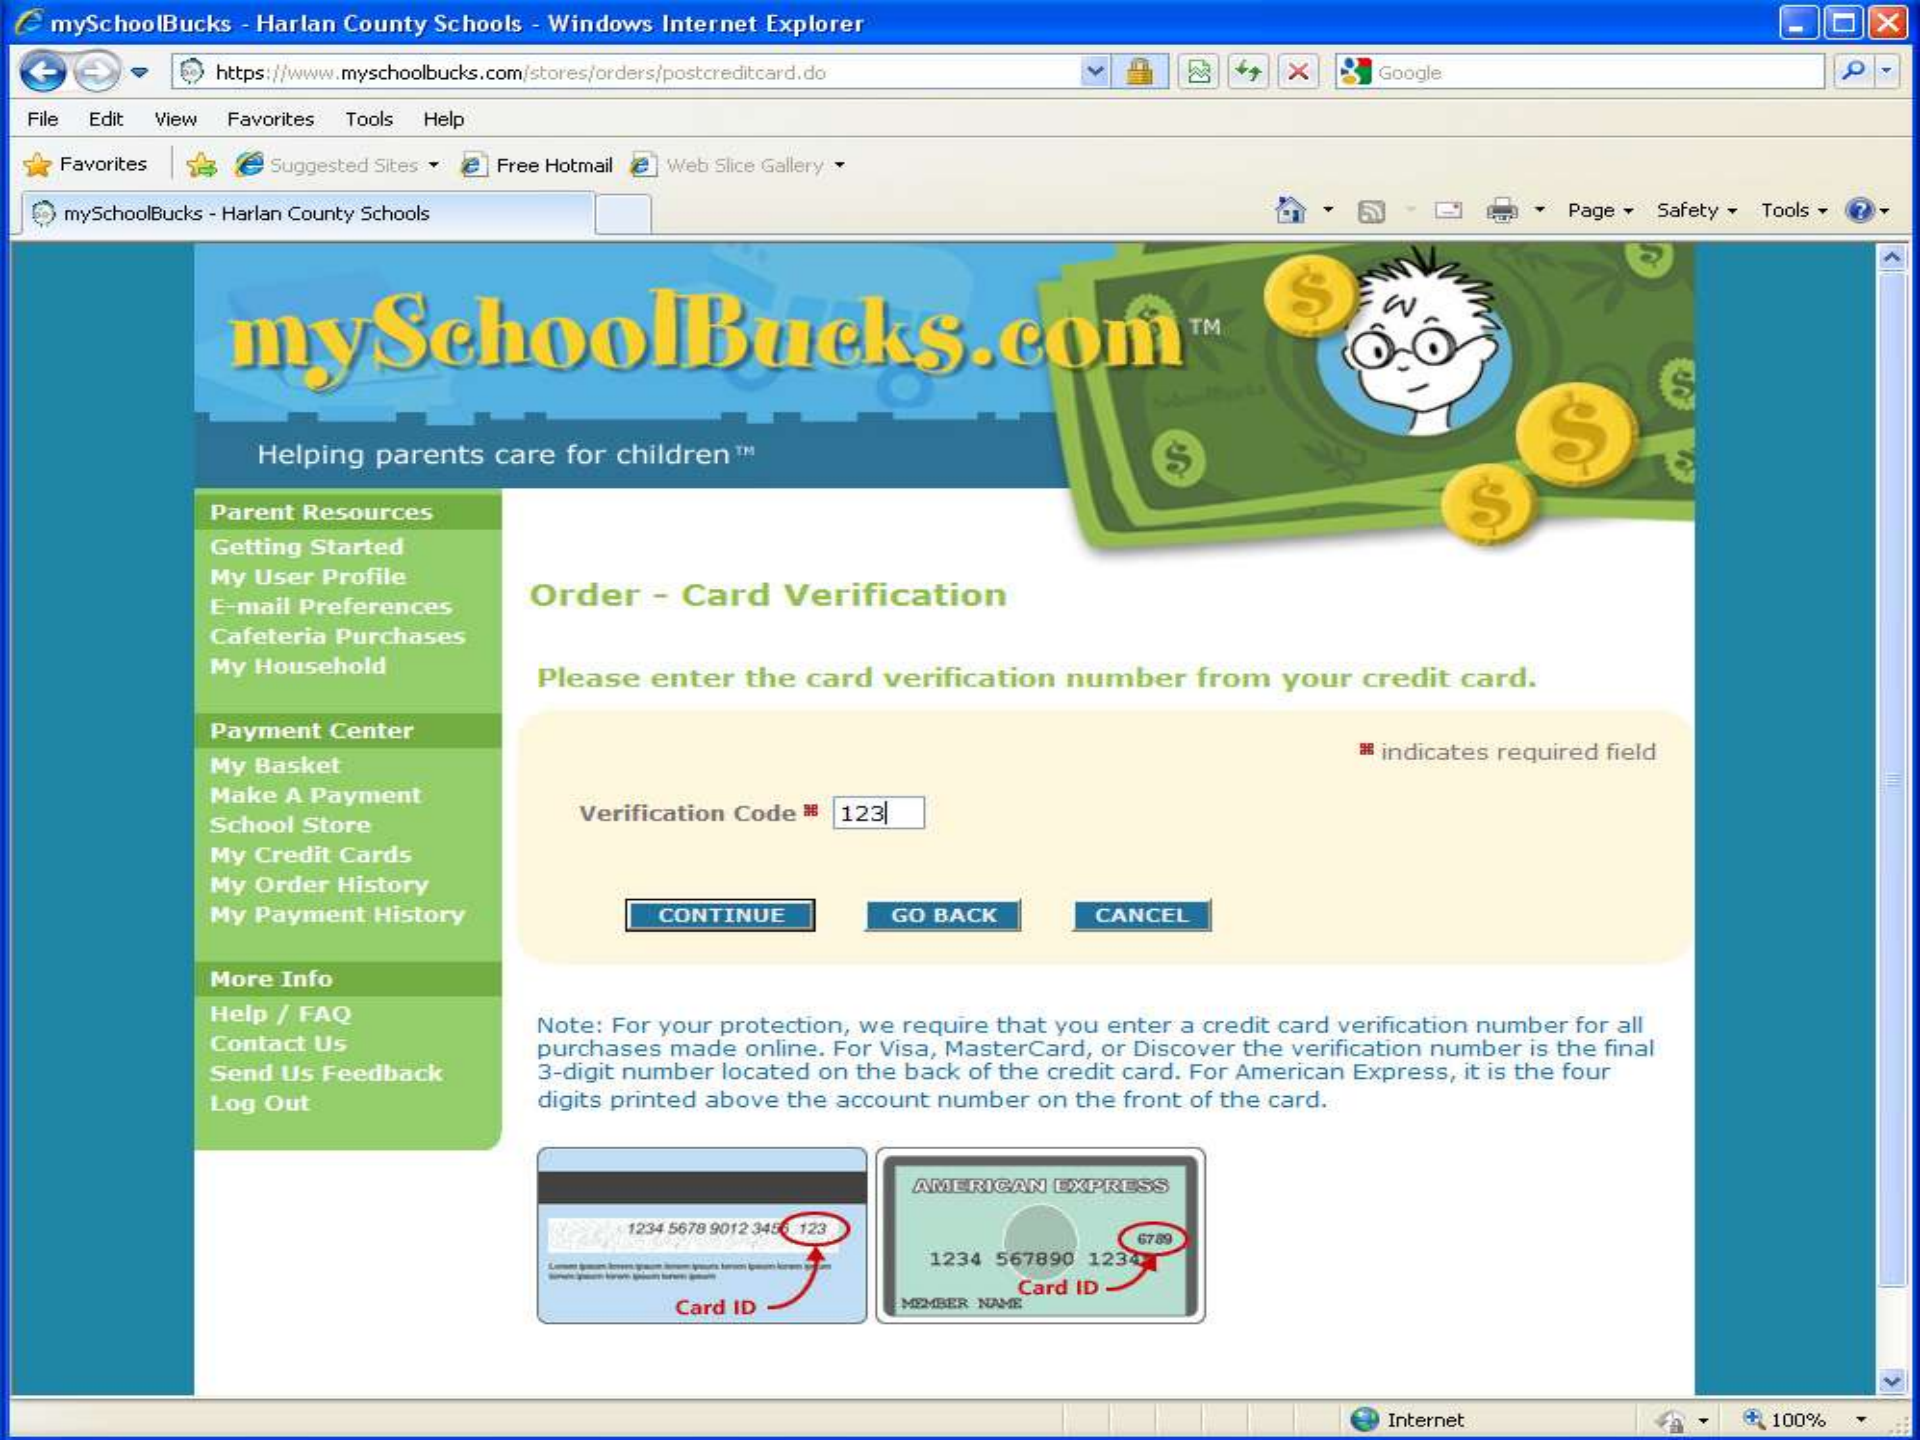 mySchoolBucks - Harlan County Schools - Windows Internet Explorer
https://www.myschoolbucks.com/stores/orders/postcreditcard.do
Google
File Edit View Favorites Tools Help
Favorites Suggested Sites Free Hotmail Web Slice Gallery
mySchoolBucks - Harlan County Schools
Page Safety Tools
mySchoolBucks.com™
Helping parents care for children™
Parent Resources
Getting Started
My User Profile
E-mail Preferences
Cafeteria Purchases
My Household
Payment Center
My Basket
Make A Payment
School Store
My Credit Cards
My Order History
My Payment History
More Info
Help / FAQ
Contact Us
Send Us Feedback
Log Out
Order - Card Verification
Please enter the card verification number from your credit card.
⌘ indicates required field
Verification Code ⌘ 123
CONTINUE GO BACK CANCEL
Note: For your protection, we require that you enter a credit card verification number for all
purchases made online. For Visa, MasterCard, or Discover the verification number is the final
3-digit number located on the back of the credit card. For American Express, it is the four
digits printed above the account number on the front of the card.
1234 5678 9012 3456 123
Card ID
AMERICAN EXPRESS
6789
1234 567890 1234
Card ID
MEMBER NAME
Internet
100%